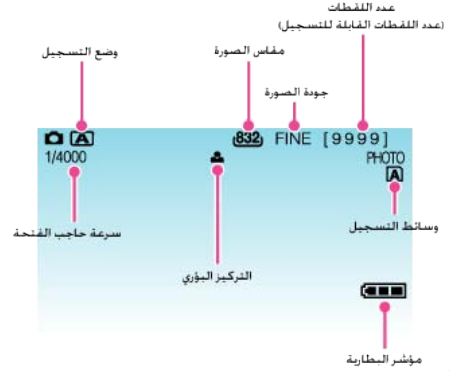 عدد اللقطات
(عدد اللقطات القابلة للتسجيل)
وضع التسجيل
مقاس الصورة
جودة الصورة
A 832 FINE [9999]
1/4000
PHOTO
A
سرعة حاجب الفتحة
وسائط التسجيل
التركيز البؤري
مؤشر البطارية